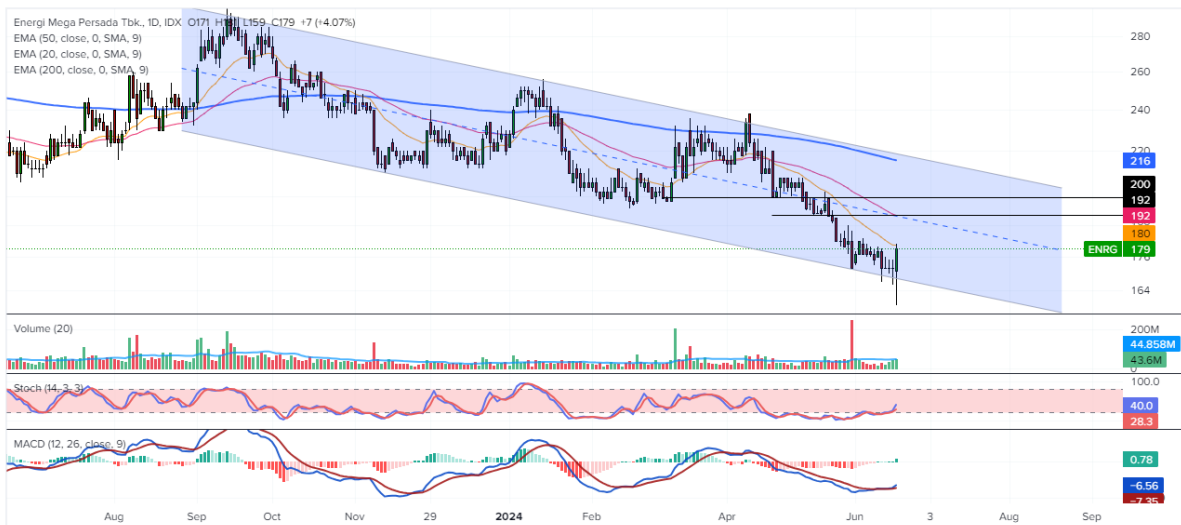 Energi Mega Persada Tbk., 1D, IDX O171 H181 L159 C179 +7 (+4.07%)
EMA (50, close, 0, SMA, 9)
EMA (20, close, 0, SMA, 9)
EMA (200, close, 0, SMA, 9)
280
260
240
220
216
200
192
192
180
ENRG 179
164
Volume (20)
200M
44.858M
43.6M
0
Stoch (14, 3, 3)
100.0
40.0
28.3
MACD (12, 26, close, 9)
0.78
−6.56
−7.35
Aug Sep Oct Nov 29 2024 Feb Apr Jun 3 Aug Sep